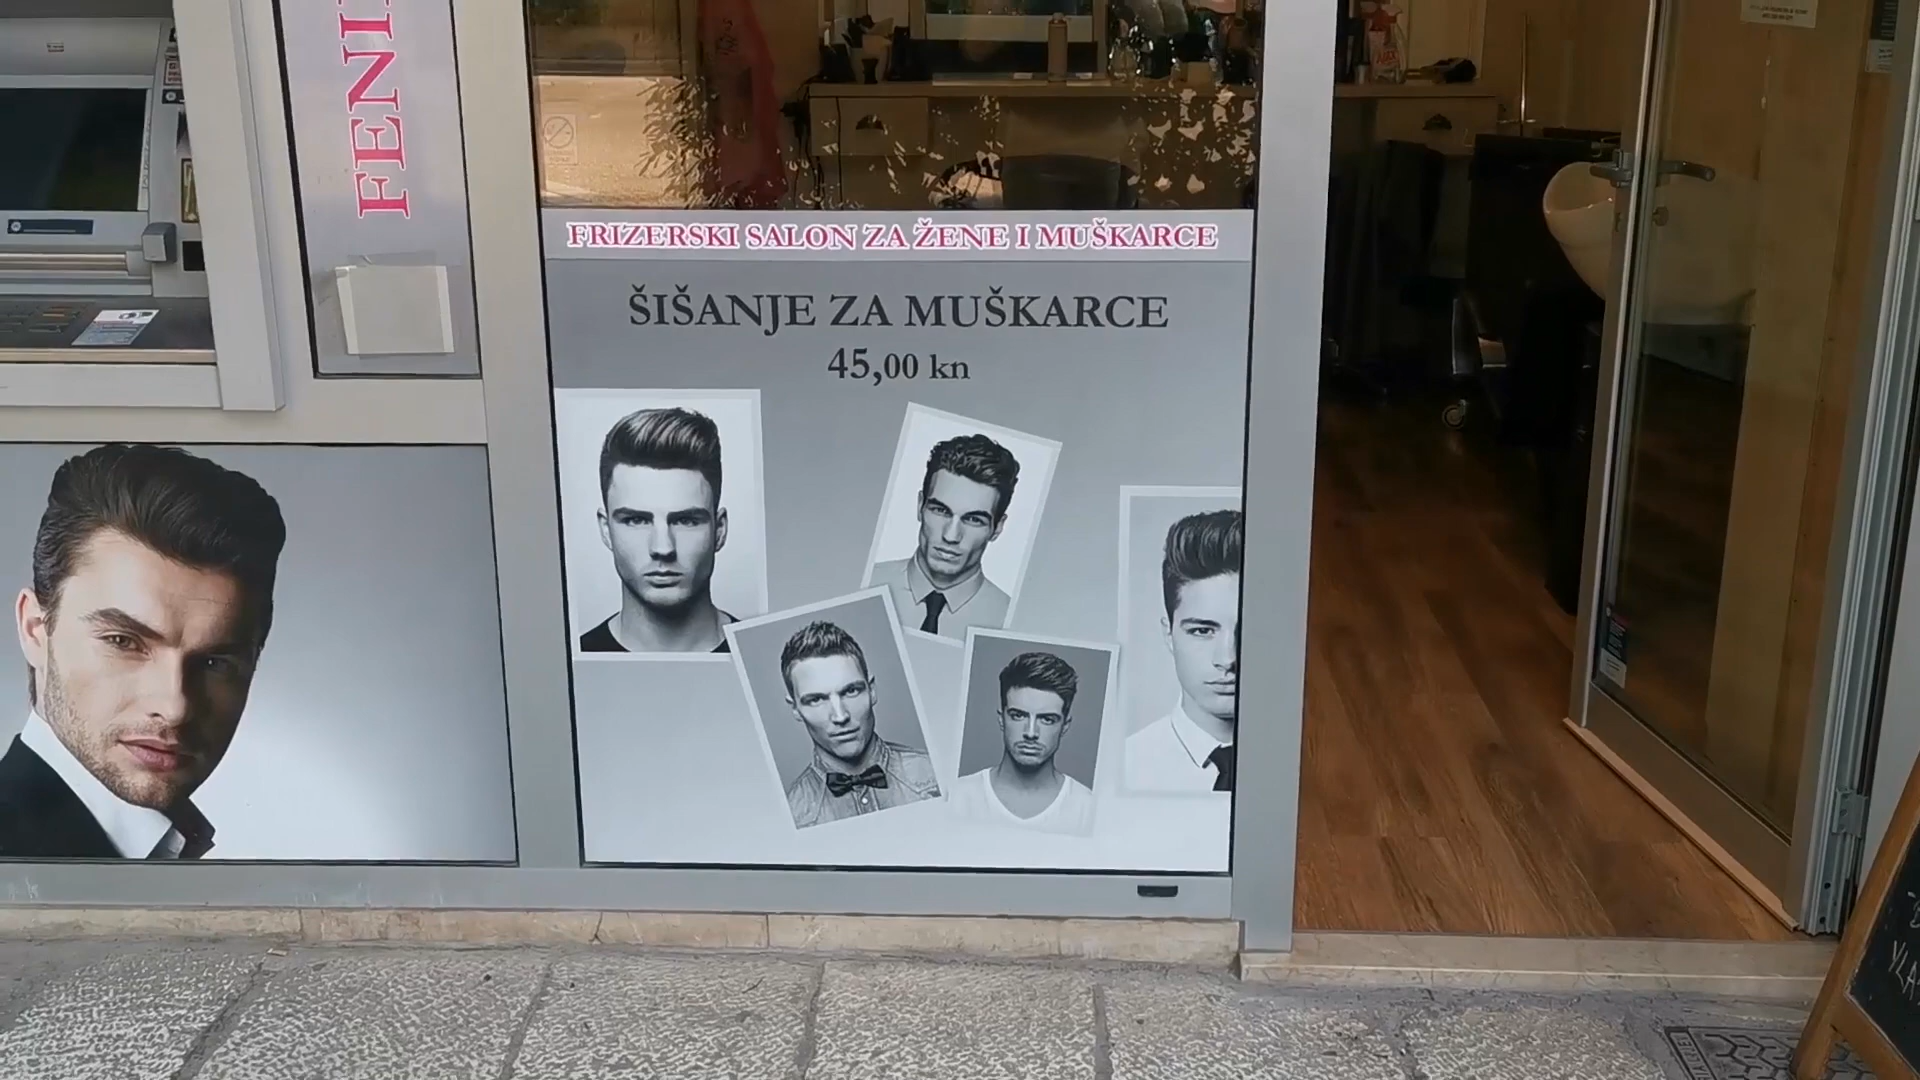 FENI
FRIZERSKI SALON ZA ŽENE I MUŠKARCE
ŠIŠANJE ZA MUŠKARCE
45,00 kn